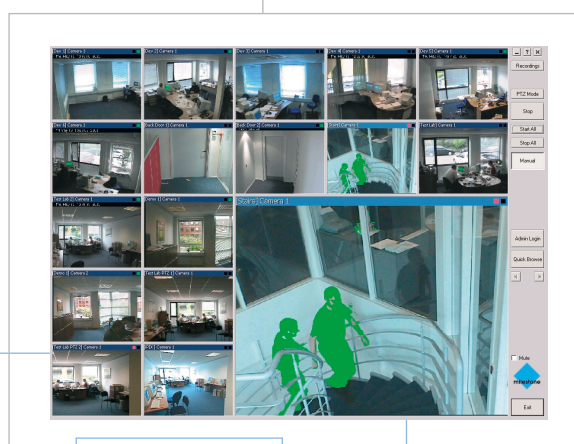 [Dev 1] Camera 1
[Dev 2] Camera 1
[Dev 3] Camera 1
[Dev 4] Camera 1
[Dev 5] Camera 1
Recordings
PTZ Mode
Stop
[Dev 6] Camera 1
[Back Door 1] Camera 1
[Back Door 2] Camera 1
[Stairs] Camera 1
[Test Lab] Camera 1
Start All
Stop All
Manual
[Test Lab 2] Camera 1
[Demo 1] Camera 1
[Stairs] Camera 1
Admin Login
Quick Browse
[Demo 1] Camera 2
[Test Lab PTZ 1] Camera 1
[Test Lab PTZ 2] Camera 1
Camera 1
Mute
milestone
Exit